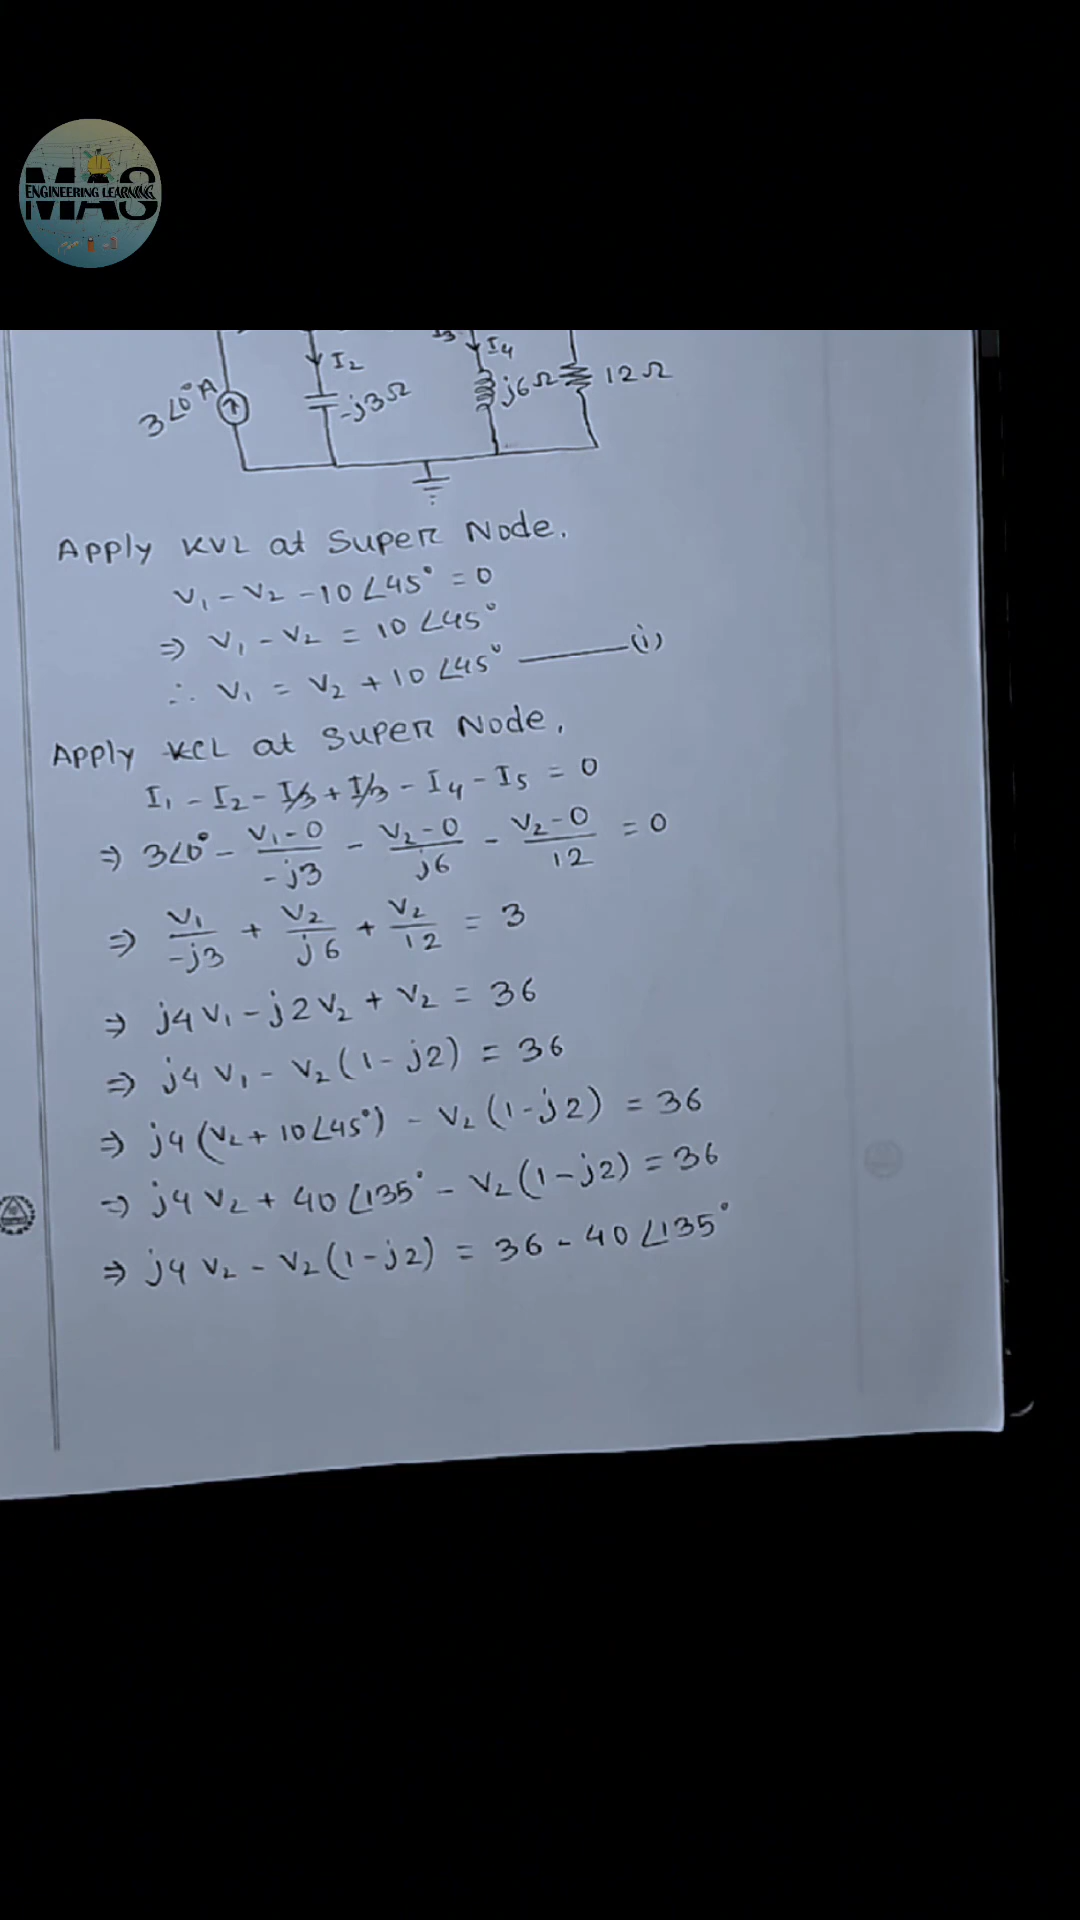 MAS
ENGINEERING LEARNING
I3 I4
I2
3∠0°A
-j3Ω
j6Ω
12Ω
Apply KVL at Super Node.
V₁ - V₂ - 10∠45° = 0
⇒ V₁ - V₂ = 10∠45°
∴ V₁ = V₂ + 10∠45° ———(i)
Apply KCL at Super Node.
I₁ - I₂ - I₃ + I₃ - I₄ - I₅ = 0
⇒ 3∠0° - (V₁-0)/(-j3) - (V₂-0)/(j6) - (V₂-0)/12 = 0
⇒ V₁/(-j3) + V₂/(j6) + V₂/12 = 3
⇒ j4V₁ - j2V₂ + V₂ = 36
⇒ j4V₁ - V₂(1-j2) = 36
⇒ j4(V₂ + 10∠45°) - V₂(1-j2) = 36
⇒ j4V₂ + 40∠135° - V₂(1-j2) = 36
⇒ j4V₂ - V₂(1-j2) = 36 - 40∠135°